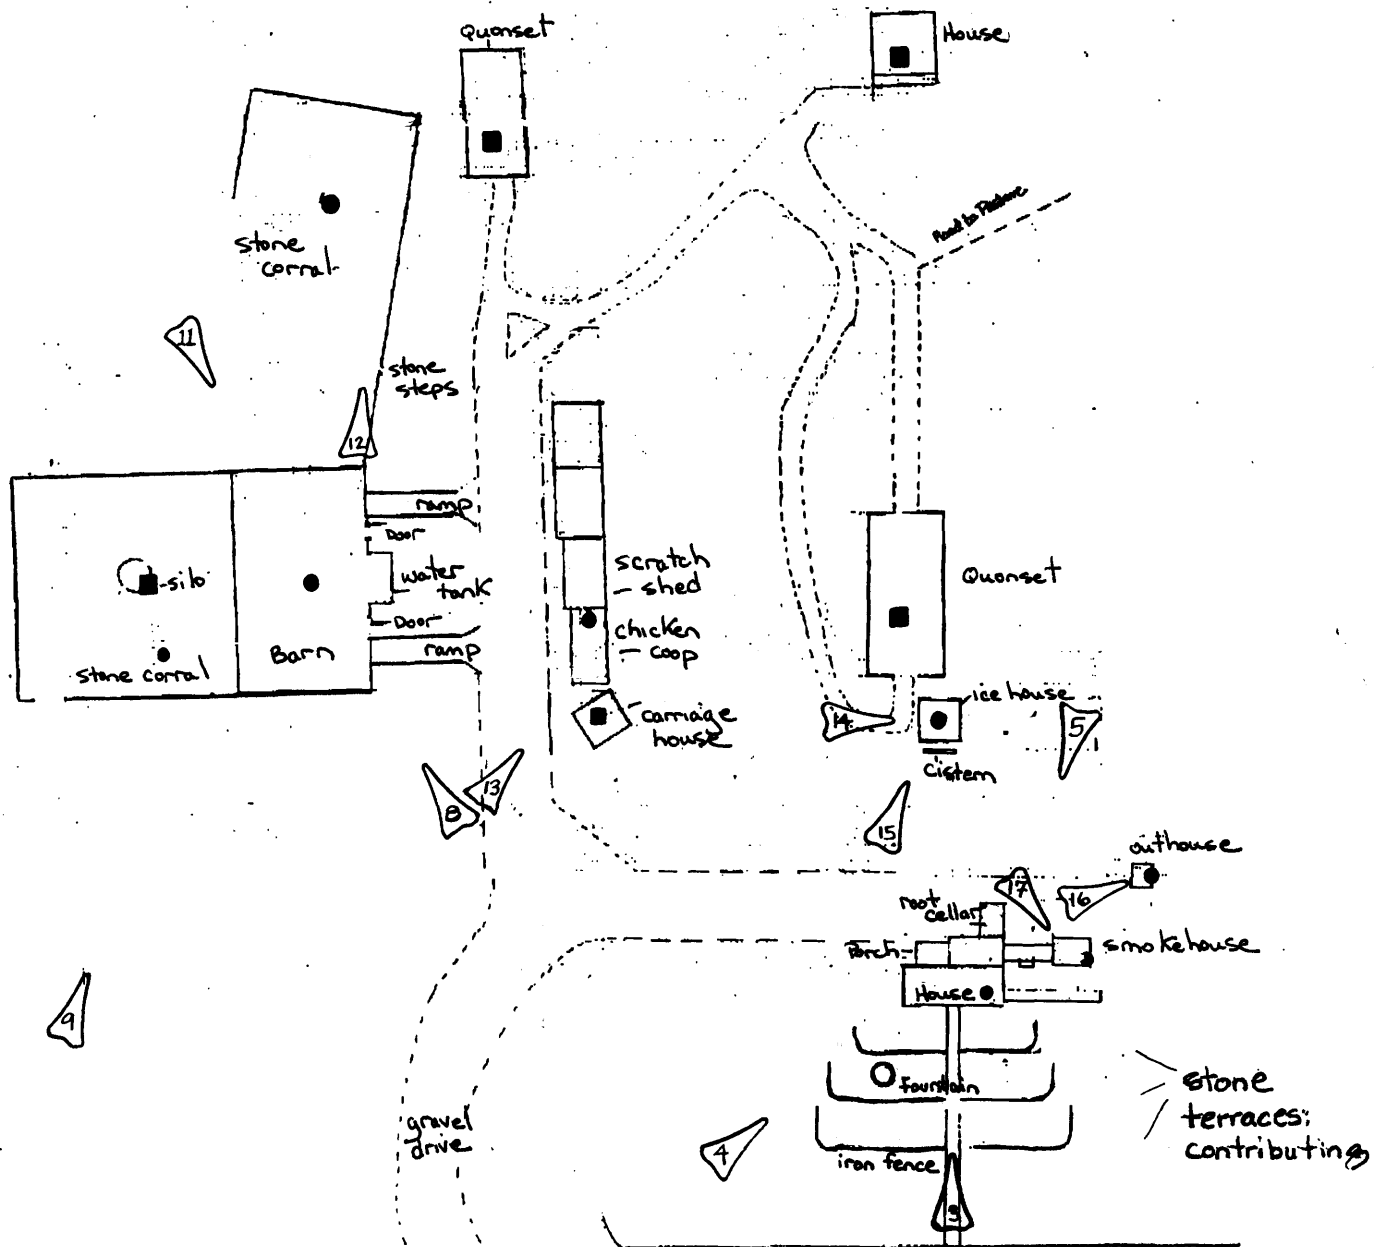 Quonset
House
Road to Pasture
stone
corral
11
stone
steps
12
ramp
Door
water
tank
silo
Door
ramp
Barn
stone corral
scratch
shed
chicken
coop
carriage
house
Quonset
ice house
14
5
cistern
13
8
15
outhouse
17
16
root
cellar
Porch
smokehouse
House
9
fountain
stone
terraces:
contributing
gravel
drive
4
iron fence
3